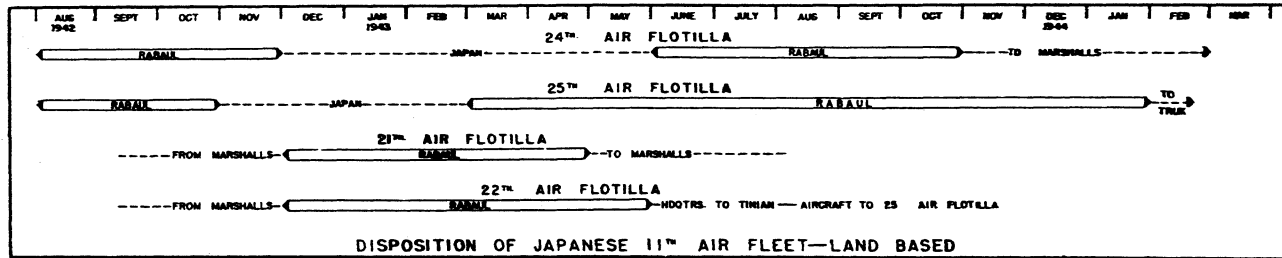 AUG SEPT OCT NOV DEC JAN FEB MAR APR MAY JUNE JULY AUG SEPT OCT NOV DEC JAN FEB MAR
1942 1943 1944
24TH. AIR FLOTILLA
RABAUL JAPAN RABAUL TO MARSHALLS
25TH AIR FLOTILLA
RABAUL JAPAN RABAUL TO
TRUK
21TH. AIR FLOTILLA
FROM MARSHALLS RABAUL TO MARSHALLS
22TH. AIR FLOTILLA
FROM MARSHALLS RABAUL HDQTRS. TO TINIAN — AIRCRAFT TO 25 AIR FLOTILLA
DISPOSITION OF JAPANESE 11TH AIR FLEET—LAND BASED